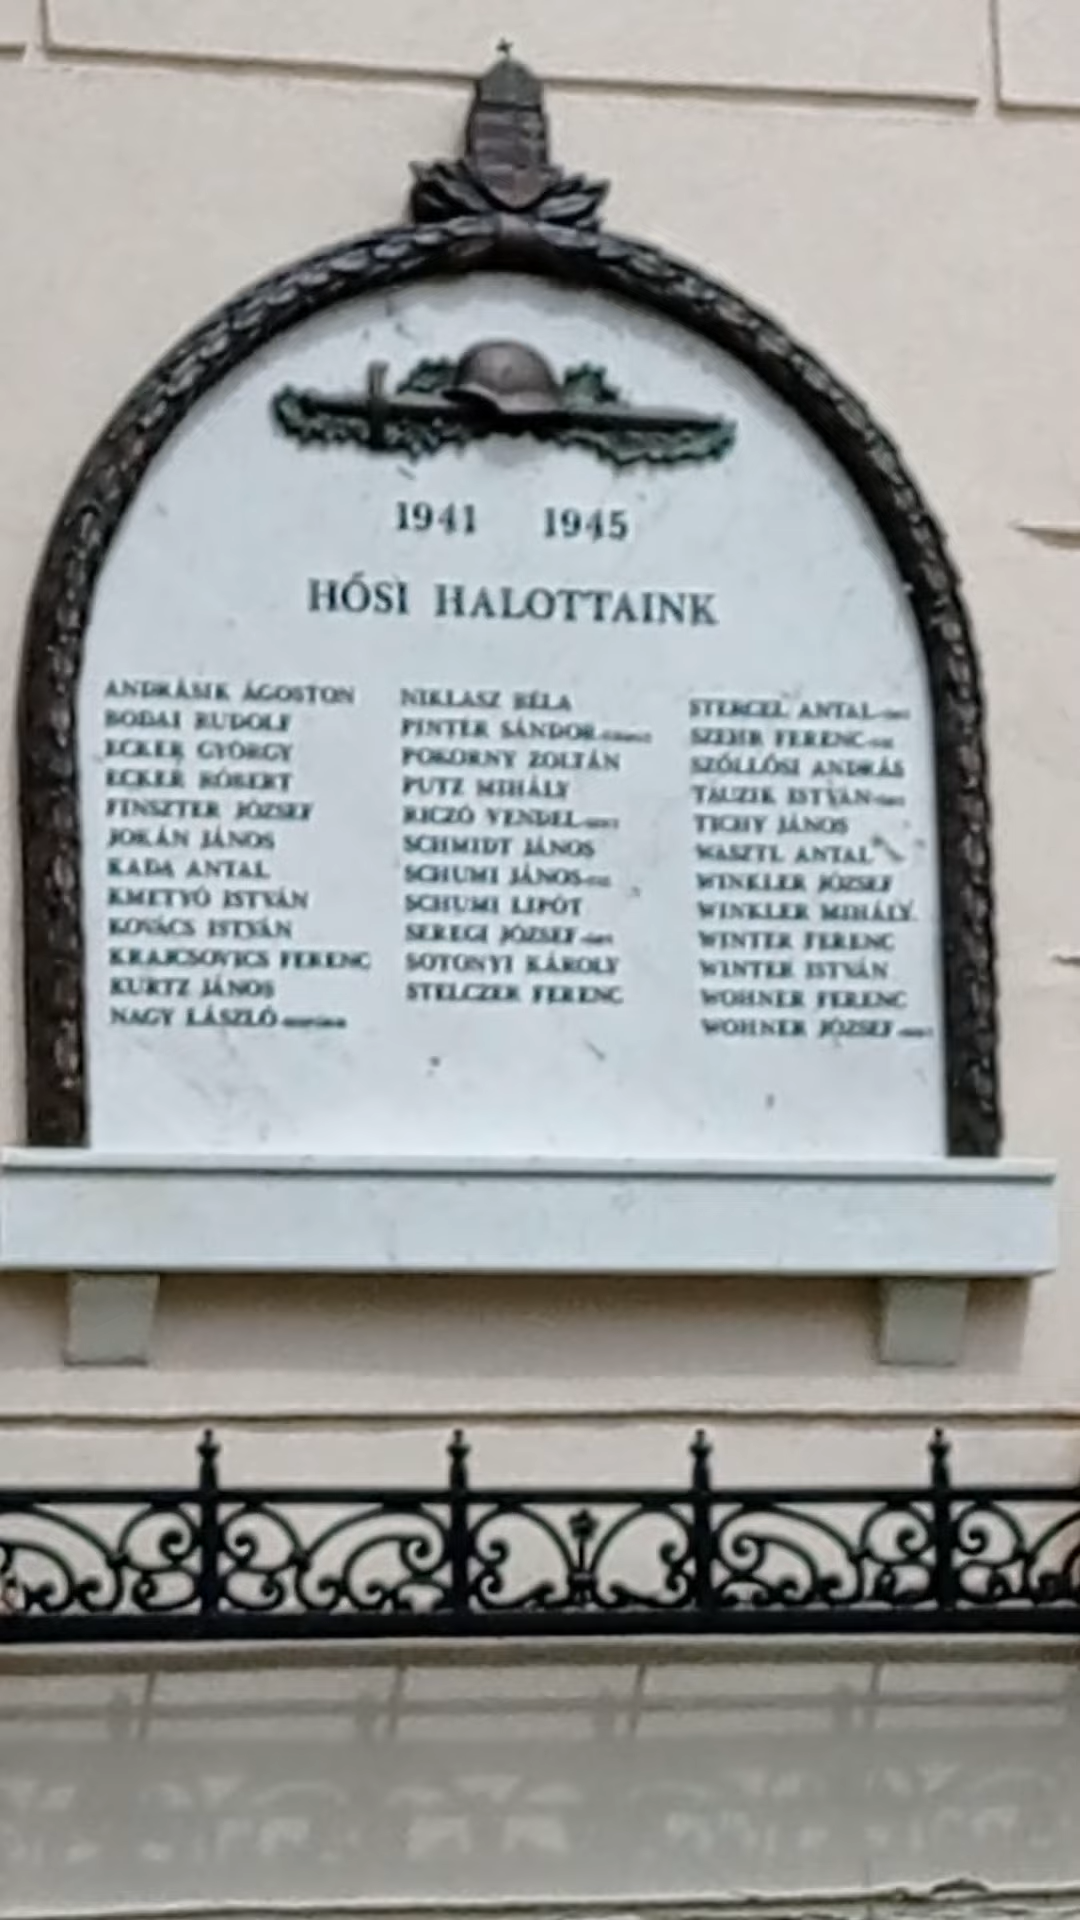 1941 1945
HŐSI HALOTTAINK
ANDRÁSIK ÁGOSTON
BODAI RUDOLF
ECKER GYÖRGY
ECKER RÓBERT
FINSZTER JÓZSEF
JOKÁN JÁNOS
KADA ANTAL
KMETYÓ ISTVÁN
KOVÁCS ISTVÁN
KRAJCSOVICS FERENC
KURTZ JÁNOS
NAGY LÁSZLÓ
NIKLASZ BÉLA
PINTÉR SÁNDOR
POKORNY ZOLTÁN
PUTZ MIHÁLY
RICZÓ VENDEL
SCHMIDT JÁNOS
SCHUMI JÁNOS
SCHUMI LIPÓT
SEREGI JÓZSEF
SOTONYI KÁROLY
STELCZER FERENC
ANTAL
SZEHR FERENC
SZÖLLŐSI ANDRÁS
TAUZIK ISTVÁN
TICHY JÁNOS
WASZTL ANTAL
WINKLER JÓZSEF
WINKLER MIHÁLY
WINTER FERENC
WINTER ISTVÁN
WOHNER FERENC
WOHNER JÓZSEF